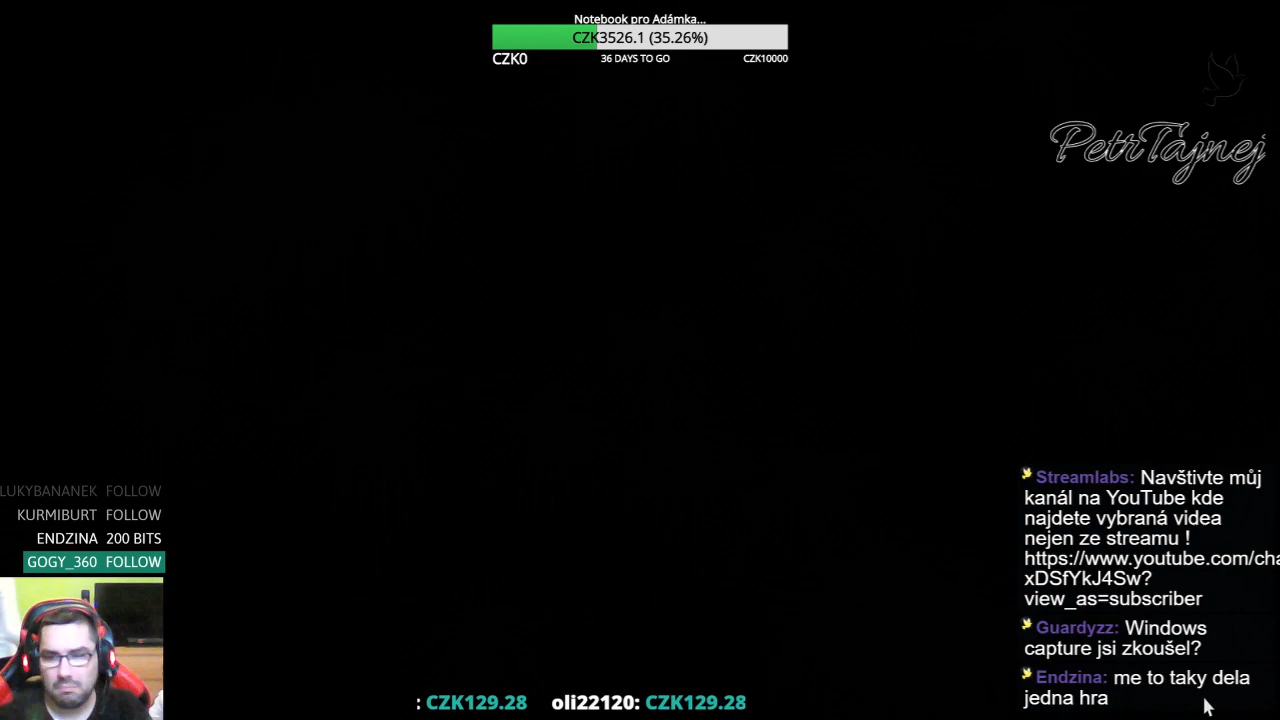 Notebook pro Adámka...
CZK3526.1 (35.26%)
CZK0 36 DAYS TO GO CZK10000
PetrTajnej
LUKYBANANEK FOLLOW
KURMIBURT FOLLOW
ENDZINA 200 BITS
GOGY_360 FOLLOW
Streamlabs: Navštivte můj
kanál na YouTube kde
najdete vybraná videa
nejen ze streamu !
https://www.youtube.com/cha
xDSfYkJ4Sw?
view_as=subscriber
Guardyzz: Windows
capture jsi zkoušel?
Endzina: me to taky dela
jedna hra
: CZK129.28 oli22120: CZK129.28